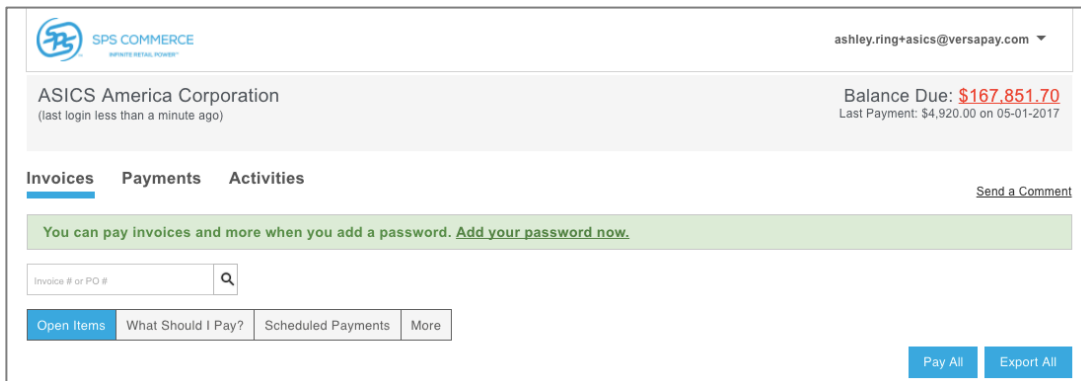 SPS
SPS COMMERCE
INFINITE RETAIL POWER™
ashley.ring+asics@versapay.com
ASICS America Corporation
(last login less than a minute ago)
Balance Due: $167,851.70
Last Payment: $4,920.00 on 05-01-2017
Invoices Payments Activities
Send a Comment
You can pay invoices and more when you add a password. Add your password now.
Invoice # or PO #
Open Items What Should I Pay? Scheduled Payments More
Pay All Export All